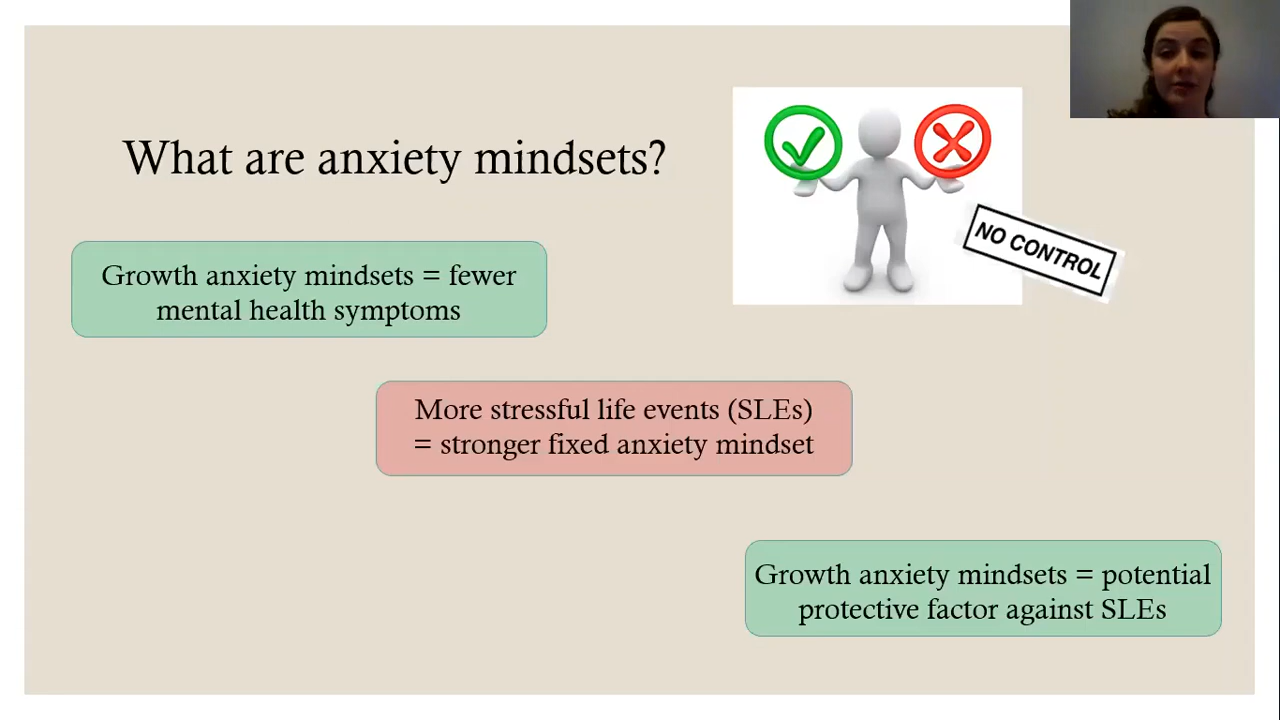 What are anxiety mindsets?
NO CONTROL
Growth anxiety mindsets = fewer
mental health symptoms
More stressful life events (SLEs)
= stronger fixed anxiety mindset
Growth anxiety mindsets = potential
protective factor against SLEs